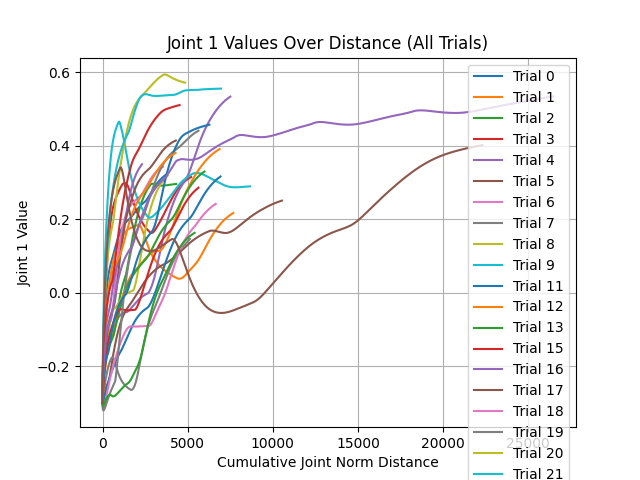 Joint 1 Values Over Distance (All Trials)
Joint 1 Value
0.6
0.4
0.2
0.0
−0.2
0
5000
10000
15000
20000
25000
Cumulative Joint Norm Distance
Trial 0
Trial 1
Trial 2
Trial 3
Trial 4
Trial 5
Trial 6
Trial 7
Trial 8
Trial 9
Trial 11
Trial 12
Trial 13
Trial 15
Trial 16
Trial 17
Trial 18
Trial 19
Trial 20
Trial 21